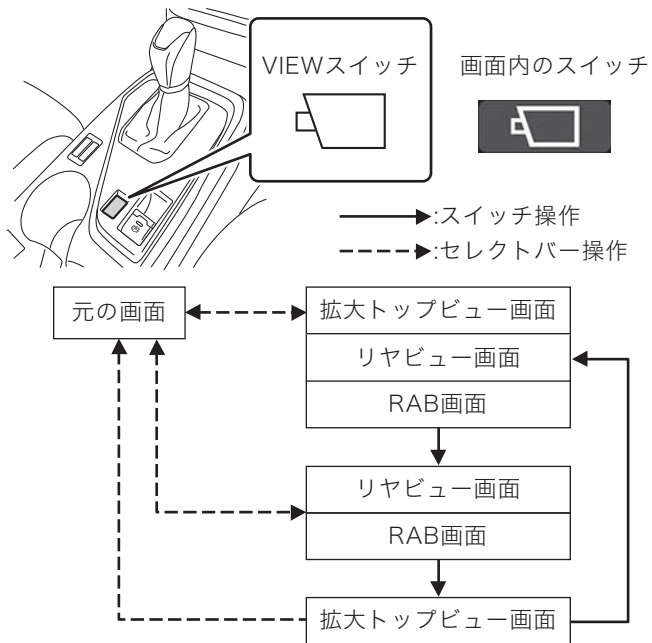 VIEWスイッチ
画面内のスイッチ
:スイッチ操作
:セレクトバー操作
元の画面
拡大トップビュー画面
リヤビュー画面
RAB画面
リヤビュー画面
RAB画面
拡大トップビュー画面